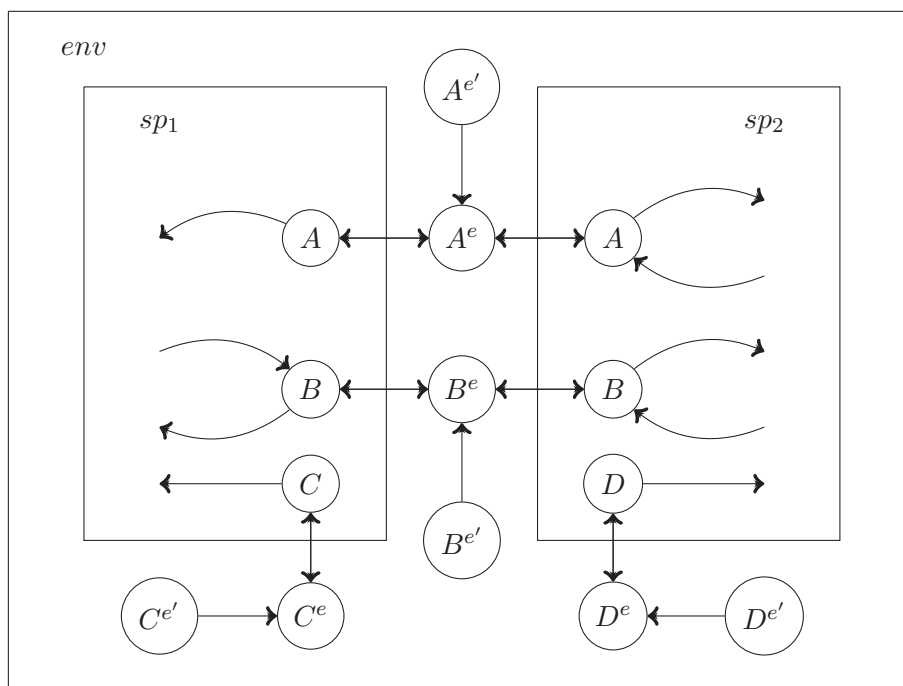 env
A^{e'}
sp_1
sp_2
A
A^e
A
B
B^e
B
C
D
B^{e'}
C^{e'}
C^e
D^e
D^{e'}